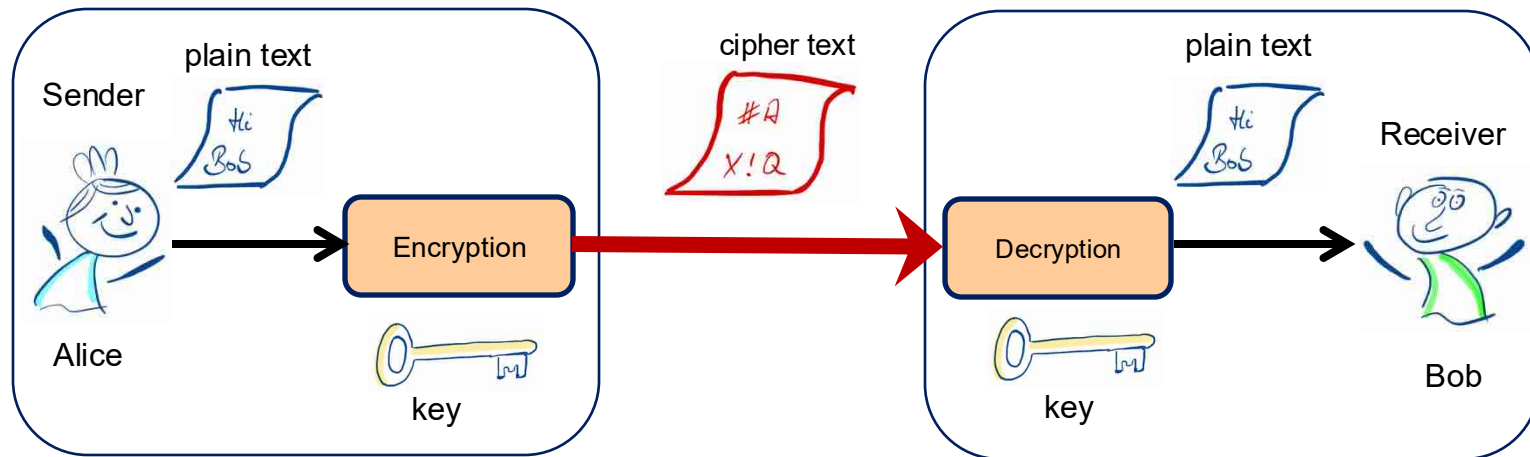 plain text
Sender
Hi
Bob
Encryption
Alice
key
cipher text
#A
X!Q
plain text
Hi
Bob
Receiver
Decryption
key
Bob